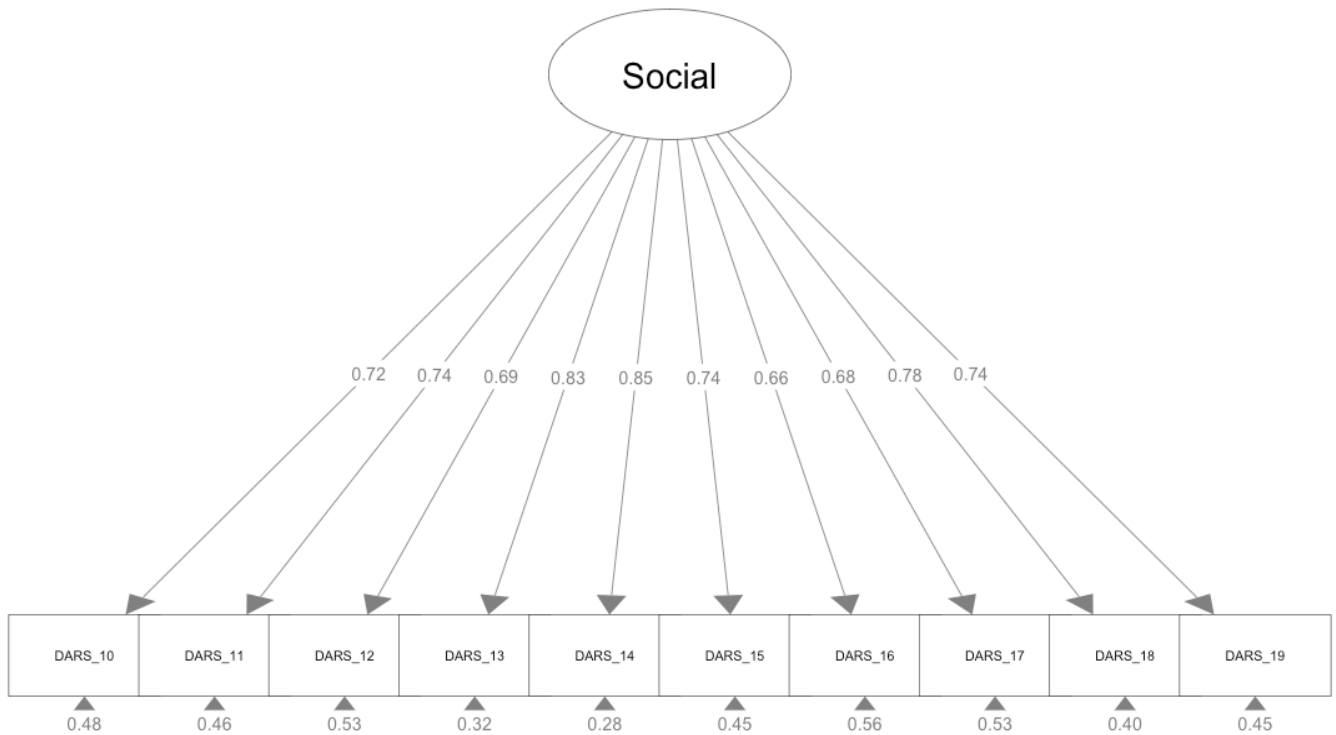 Social
0.72 0.74 0.69 0.83 0.85 0.74 0.66 0.68 0.78 0.74
DARS_10 DARS_11 DARS_12 DARS_13 DARS_14 DARS_15 DARS_16 DARS_17 DARS_18 DARS_19
0.48 0.46 0.53 0.32 0.28 0.45 0.56 0.53 0.40 0.45